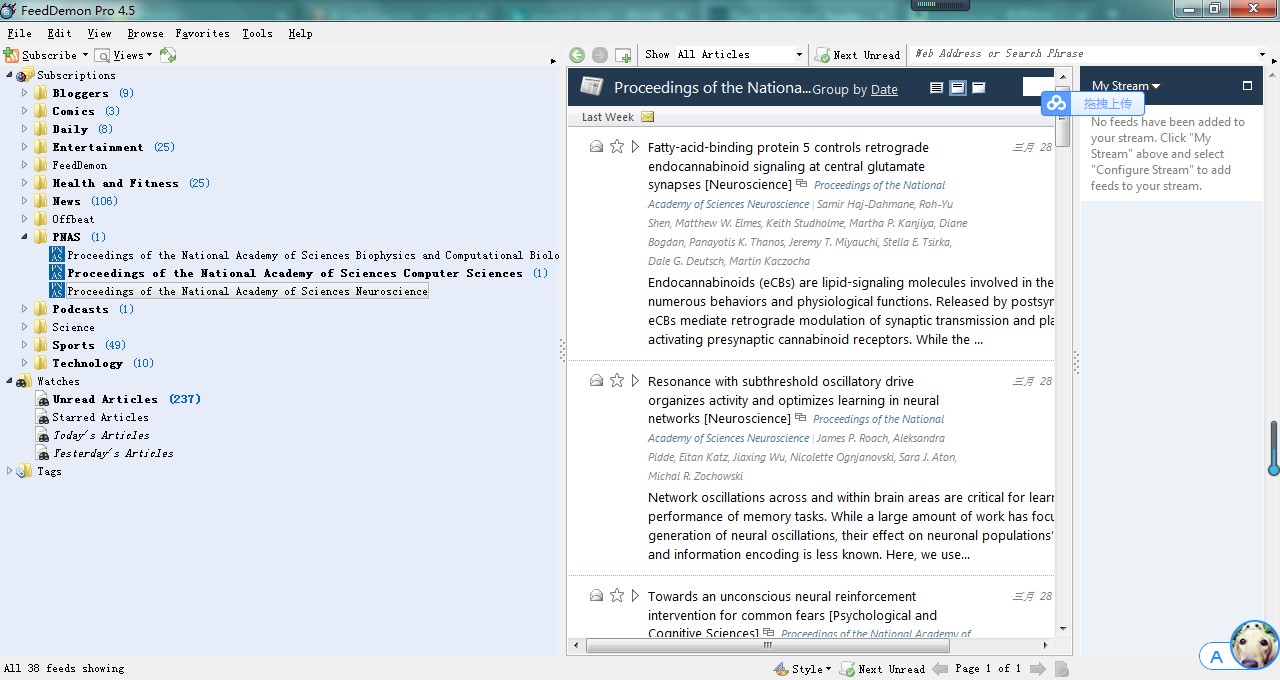 FeedDemon Pro 4.5
File Edit View Browse Favorites Tools Help
Subscribe Views
Show All Articles Next Unread Web Address or Search Phrase
Subscriptions
Bloggers (9)
Comics (3)
Daily (8)
Entertainment (25)
FeedDemon
Health and Fitness (25)
News (106)
Offbeat
PNAS (1)
Proceedings of the National Academy of Sciences Biophysics and Computational Biolo
Proceedings of the National Academy of Sciences Computer Sciences (1)
Proceedings of the National Academy of Sciences Neuroscience
Podcasts (1)
Science
Sports (49)
Technology (10)
Watches
Unread Articles (237)
Starred Articles
Today's Articles
Yesterday's Articles
Tags
Proceedings of the Nationa... Group by Date
Last Week
Fatty-acid-binding protein 5 controls retrograde 三月 28
endocannabinoid signaling at central glutamate
synapses [Neuroscience] Proceedings of the National
Academy of Sciences Neuroscience | Samir Haj-Dahmane, Roh-Yu
Shen, Matthew W. Elmes, Keith Studholme, Martha P. Kanjiya, Diane
Bogdan, Panayotis K. Thanos, Jeremy T. Miyauchi, Stella E. Tsirka,
Dale G. Deutsch, Martin Kaczocha
Endocannabinoids (eCBs) are lipid-signaling molecules involved in the
numerous behaviors and physiological functions. Released by postsyn
eCBs mediate retrograde modulation of synaptic transmission and pla
activating presynaptic cannabinoid receptors. While the ...
Resonance with subthreshold oscillatory drive 三月 28
organizes activity and optimizes learning in neural
networks [Neuroscience] Proceedings of the National
Academy of Sciences Neuroscience | James P. Roach, Aleksandra
Pidde, Eitan Katz, Jiaxing Wu, Nicolette Ognjanovski, Sara J. Aton,
Michal R. Zochowski
Network oscillations across and within brain areas are critical for lear
performance of memory tasks. While a large amount of work has focu
generation of neural oscillations, their effect on neuronal populations'
and information encoding is less known. Here, we use...
Towards an unconscious neural reinforcement 三月 28
intervention for common fears [Psychological and
Cognitive Sciences] Proceedings of the National Academy of
My Stream
拖拽上传
No feeds have been added to
your stream. Click "My
Stream" above and select
"Configure Stream" to add
feeds to your stream.
A
All 38 feeds showing
Style Next Unread Page 1 of 1